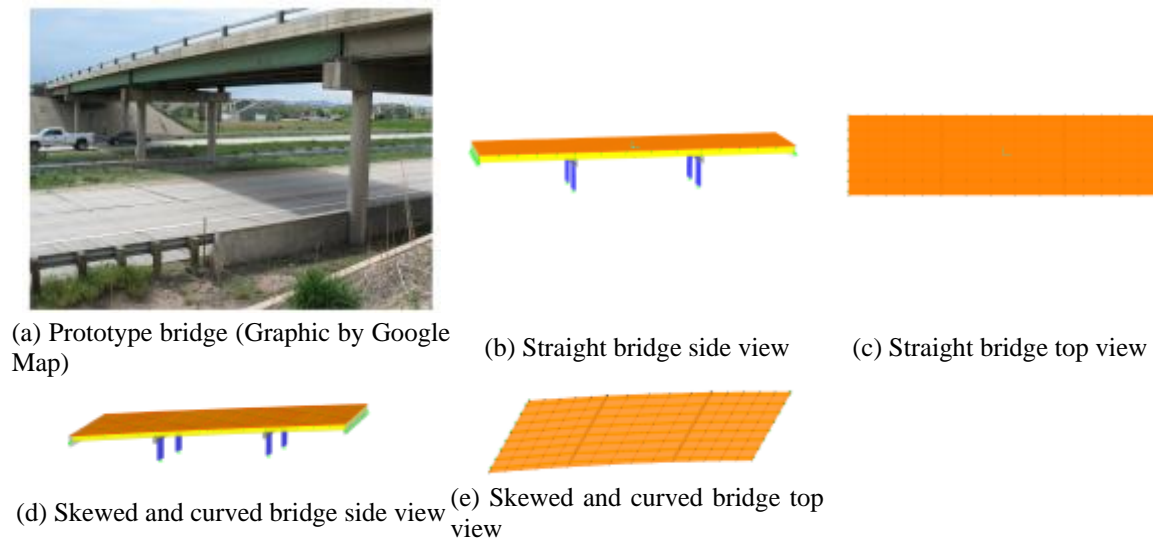 (a) Prototype bridge (Graphic by Google
Map)
(b) Straight bridge side view
(c) Straight bridge top view
(d) Skewed and curved bridge side view
(e) Skewed and curved bridge top
view